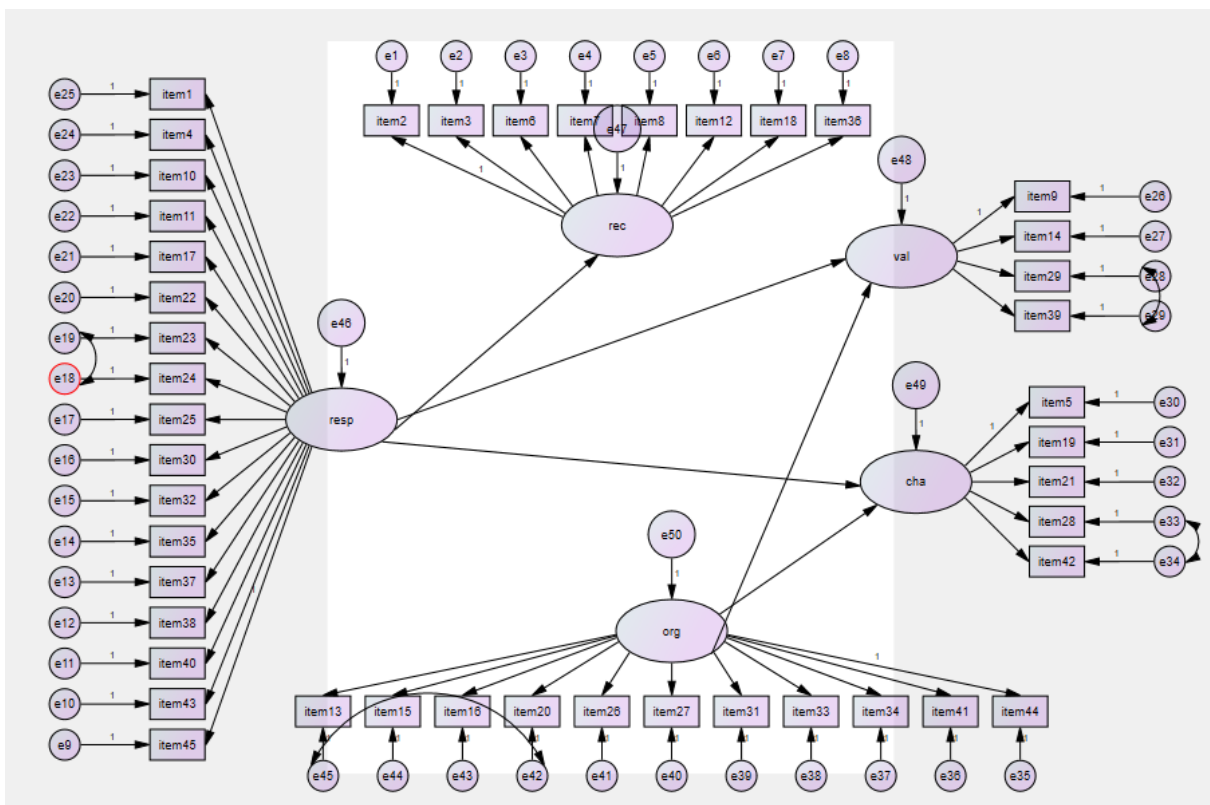 e1 e2 e3 e4 e5 e6 e7 e8
1 1 1 1 1 1 1 1
item2 item3 item6 item7 item8 item12 item18 item36
e47
1
1
rec
e25 1 item1
e24 1 item4
e23 1 item10
e22 1 item11
e21 1 item17
e20 1 item22
e19 1 item23
e18 1 item24
e17 1 item25
e16 1 item30
e15 1 item32
e14 1 item35
e13 1 item37
e12 1 item38
e11 1 item40
e10 1 item43
e9 1 item45
1
e46
1
resp
e48
1
val
1
item9 1 e26
item14 1 e27
item29 1 e28
item39 1 e29
e49
1
cha
1
item5 1 e30
item19 1 e31
item21 1 e32
item28 1 e33
item42 1 e34
e50
1
org
1
item13 item15 item16 item20 item26 item27 item31 item33 item34 item41 item44
1 1 1 1 1 1 1 1 1 1 1
e45 e44 e43 e42 e41 e40 e39 e38 e37 e36 e35